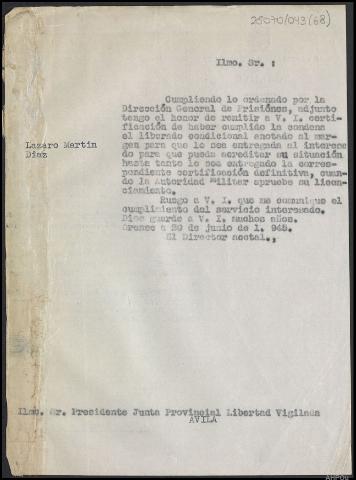 25070/043(68)
Ilmo. Sr. :
Cumpliendo lo ordenado por la
Dirección General de Prisiones, adjunto
tengo el honor de remitir a V. I. certi-
ficación de haber cumplido la condena
el liberado condicional anotado al mar-
gen para que le sea entregada al interesa
do para que pueda acreditar su situación
hasta tanto le sea entregada la corres-
pondiente certificación definitiva, cuan-
do la Autoridad Militar apruebe su licen-
ciamiento.
Lazaro Martin
Diaz
Ruego a V. I. que me comunique el
cumplimiento del servicio interesado.
Dios guarde a V. I. muchos años.
Orense a 20 de junio de 1.945.
El Director acctal.,
Ilmo. Sr. Presidente Junta Provincial Libertad Vigilada
AVILA
AHPOu